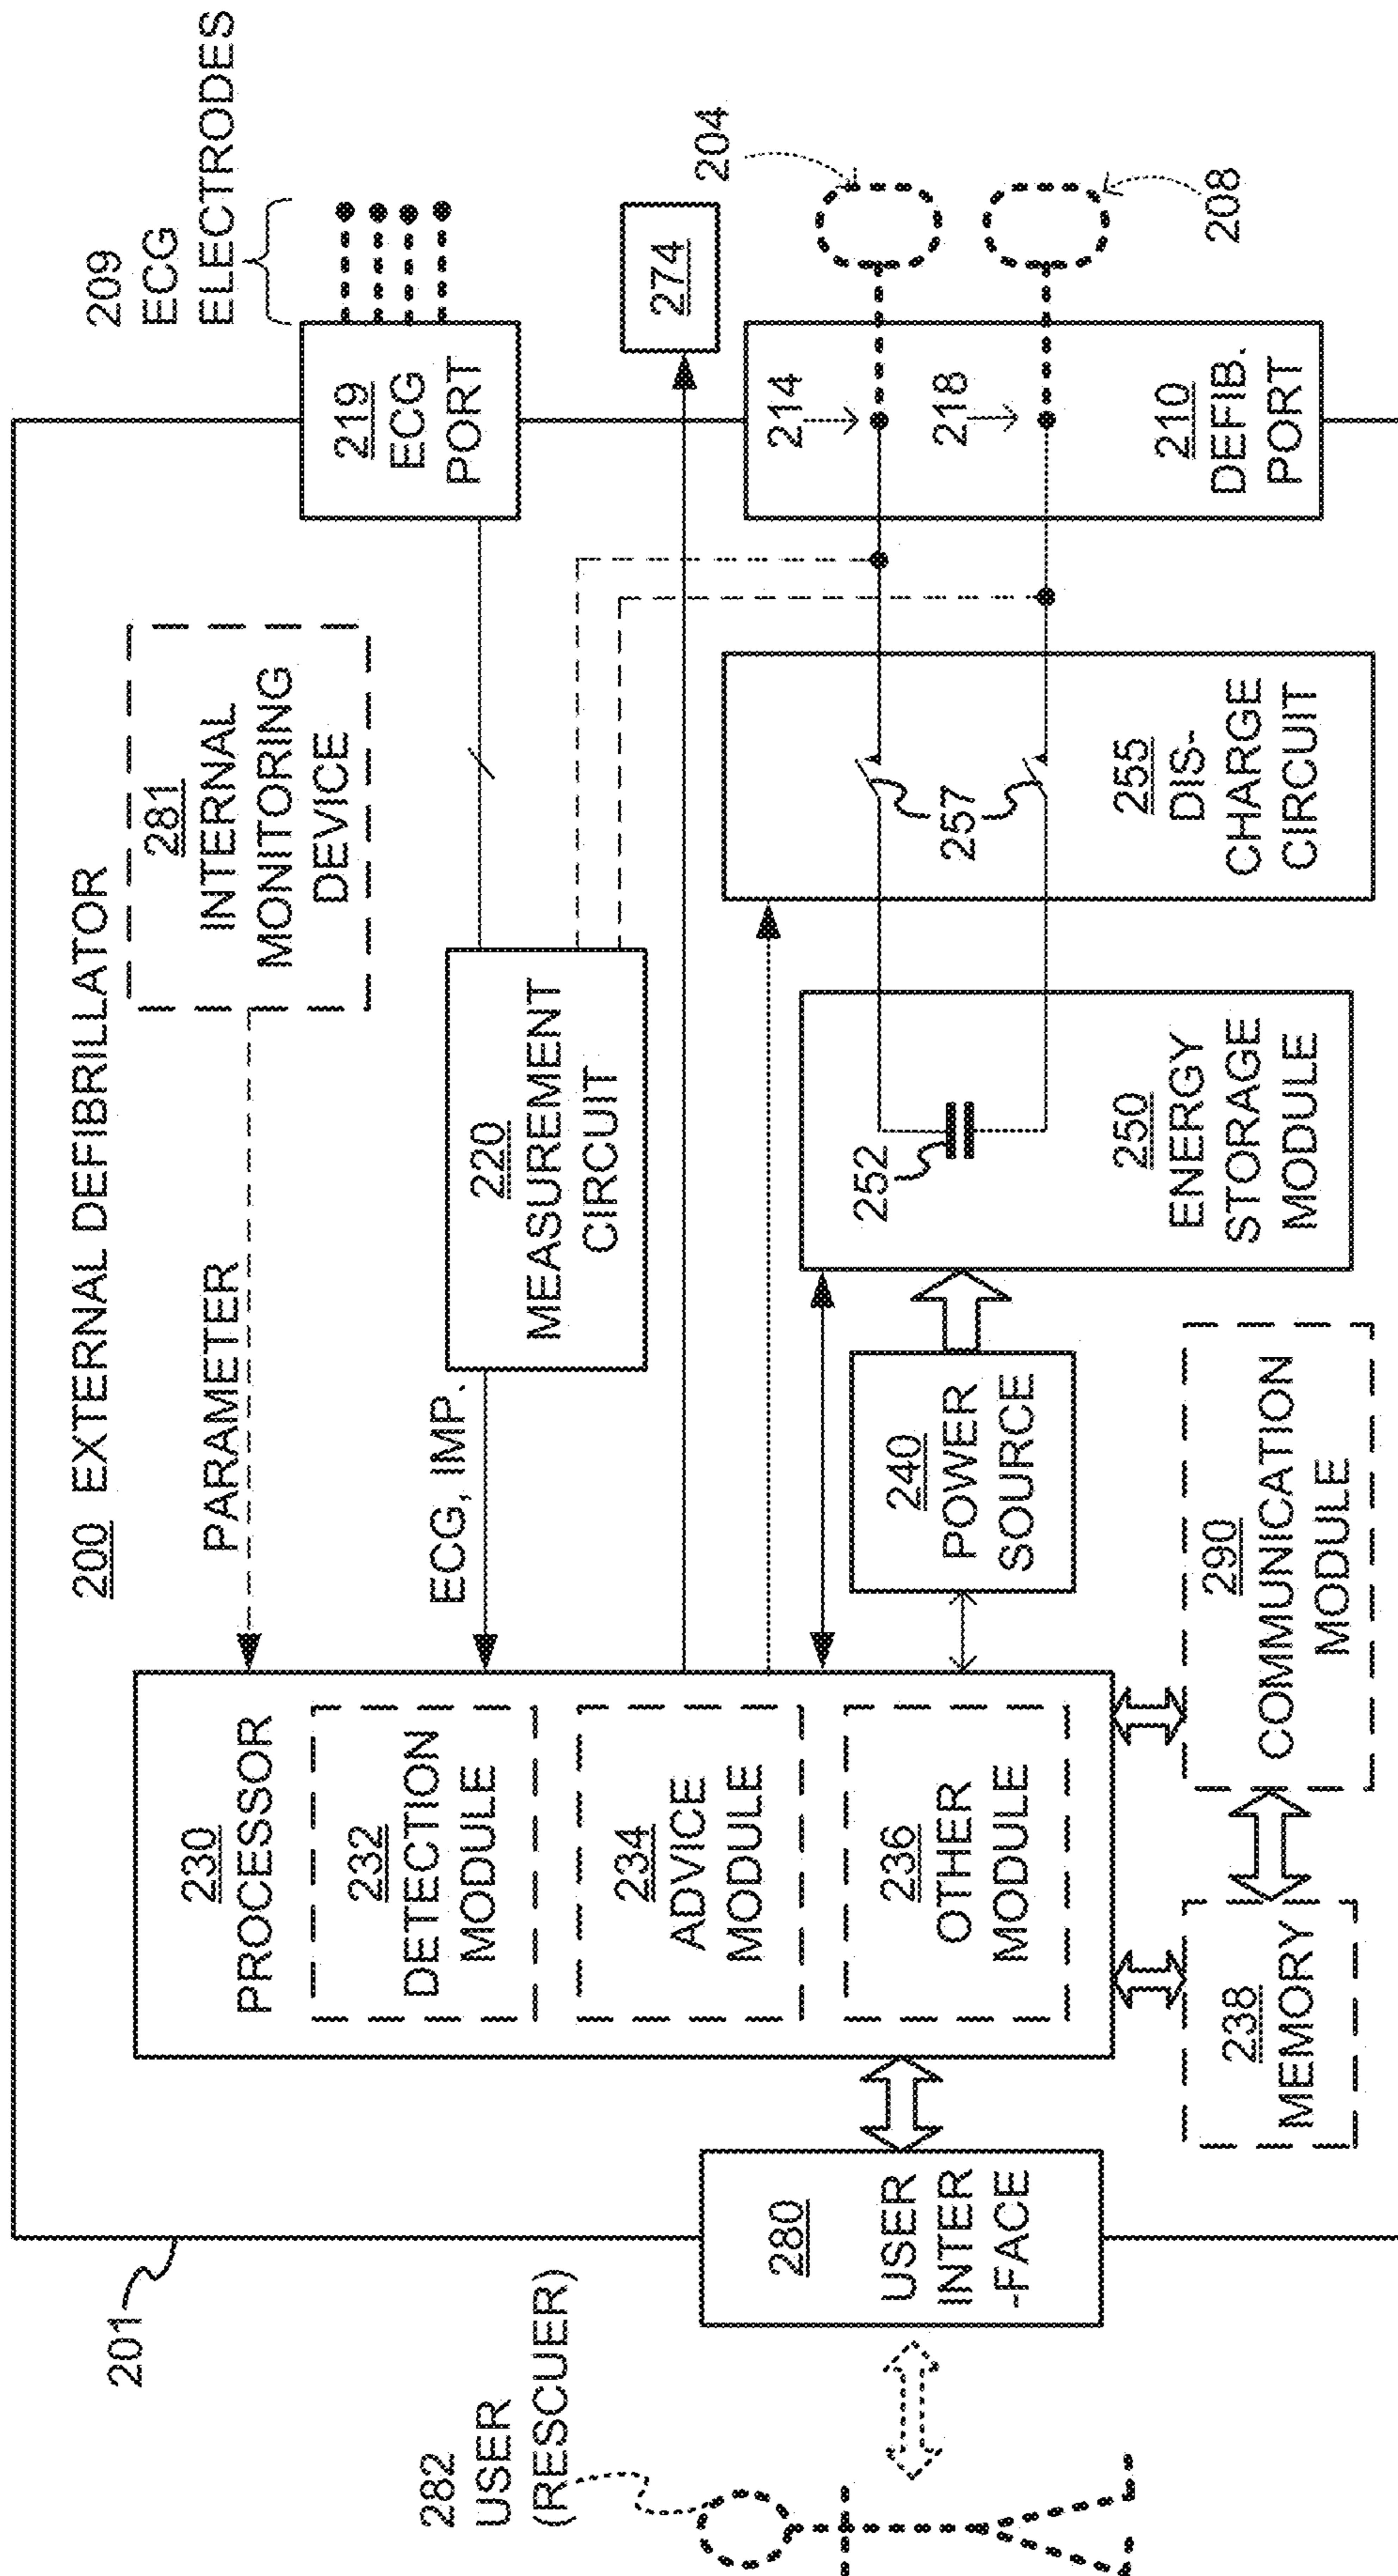 200 EXTERNAL DEFIBRILLATOR
201
282
USER
(RESCUER)
280
USER
INTER
-FACE
230
PROCESSOR
232
DETECTION
MODULE
234
ADVICE
MODULE
236
OTHER
MODULE
238
MEMORY
290
COMMUNICATION
MODULE
PARAMETER
281
INTERNAL
MONITORING
DEVICE
ECG, IMP.
220
MEASUREMENT
CIRCUIT
240
POWER
SOURCE
252
250
ENERGY
STORAGE
MODULE
257
255
DIS-
CHARGE
CIRCUIT
219
ECG
PORT
209
ECG
ELECTRODES
274
214
218
210
DEFIB.
PORT
204
208